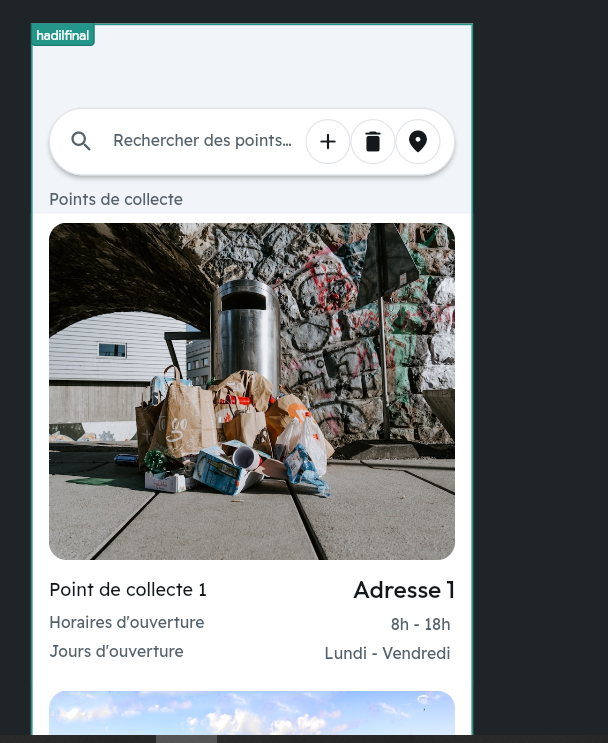 hadilfinal
Rechercher des points...
Points de collecte
Point de collecte 1
Adresse 1
Horaires d'ouverture
8h - 18h
Jours d'ouverture
Lundi - Vendredi